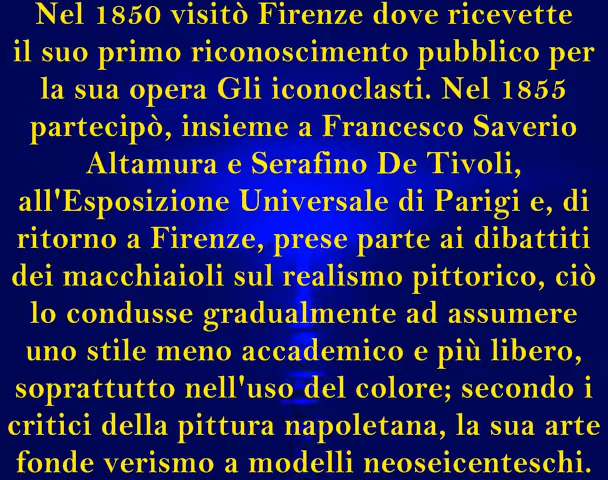 Nel 1850 visitò Firenze dove ricevette
il suo primo riconoscimento pubblico per
la sua opera Gli iconoclasti. Nel 1855
partecipò, insieme a Francesco Saverio
Altamura e Serafino De Tivoli,
all'Esposizione Universale di Parigi e, di
ritorno a Firenze, prese parte ai dibattiti
dei macchiaioli sul realismo pittorico, ciò
lo condusse gradualmente ad assumere
uno stile meno accademico e più libero,
soprattutto nell'uso del colore; secondo i
critici della pittura napoletana, la sua arte
fonde verismo a modelli neoseicenteschi.